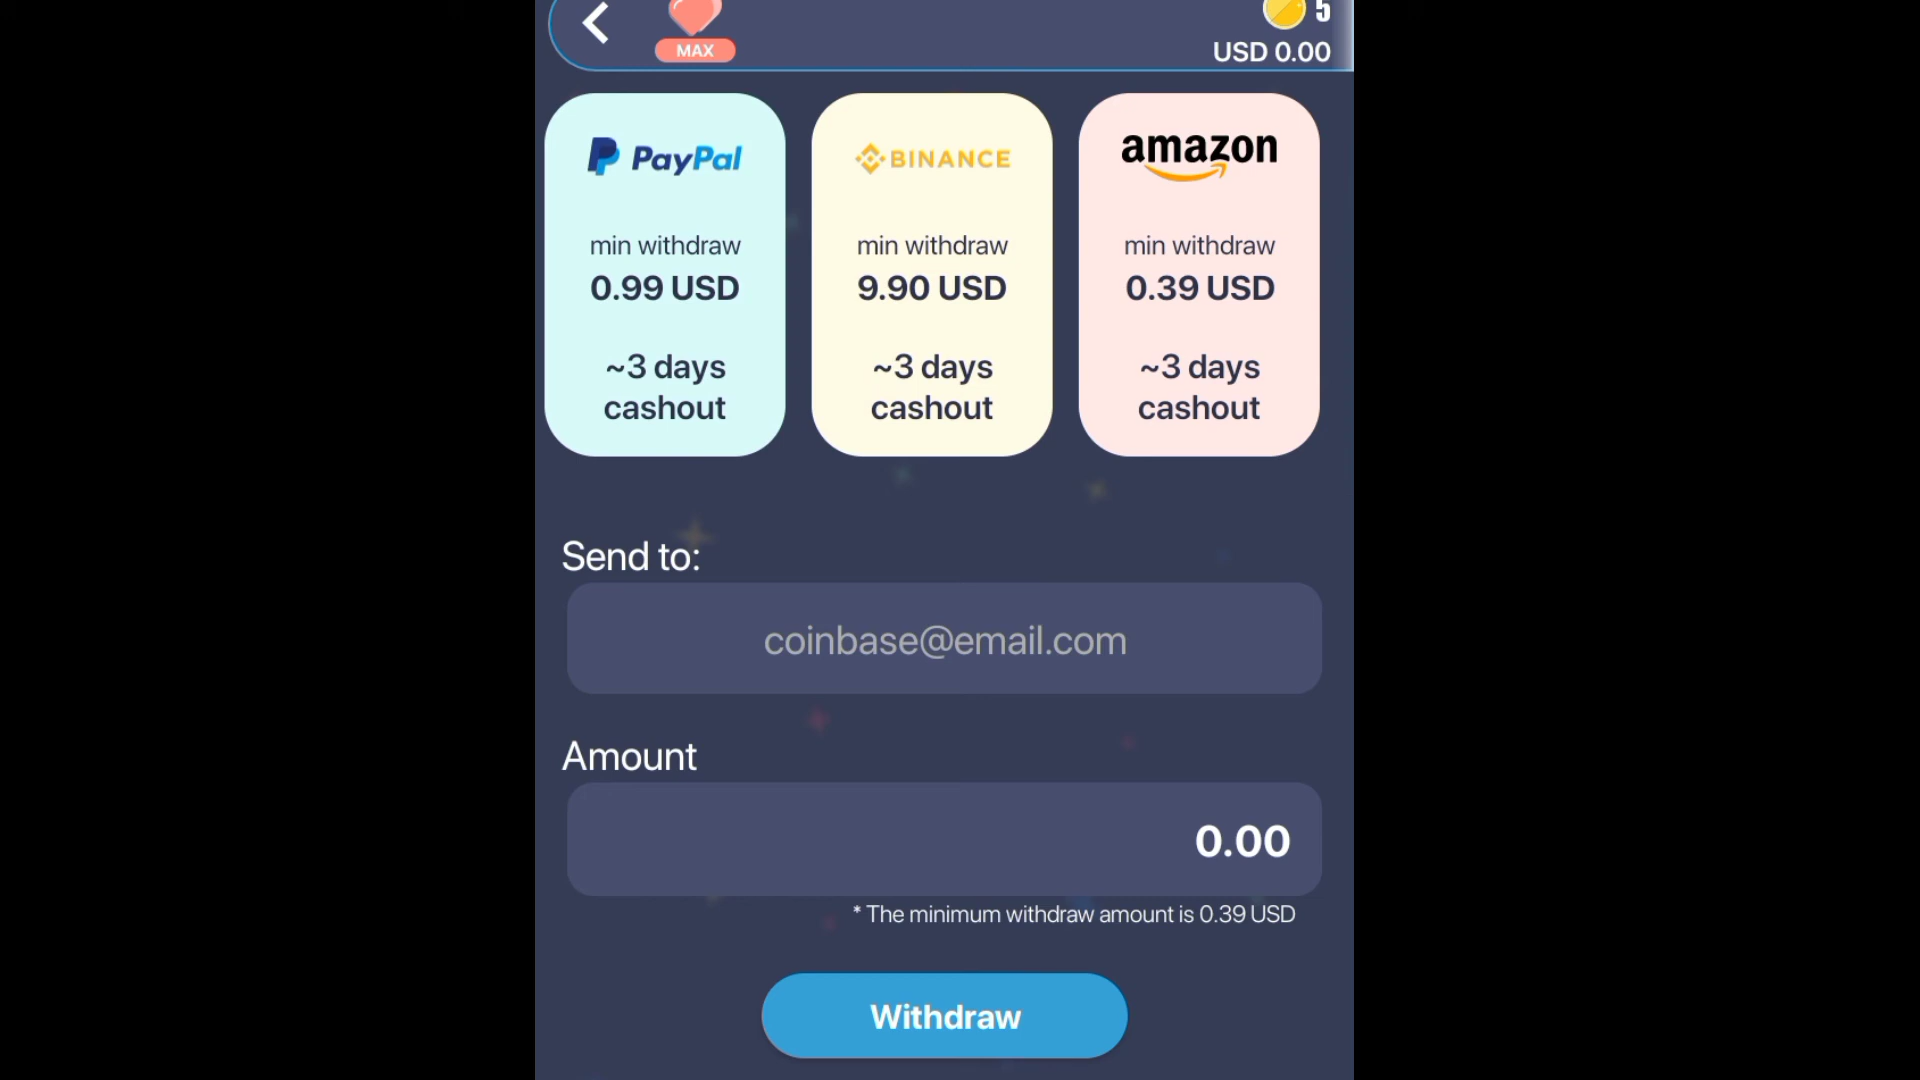 5
MAX
USD 0.00
PayPal
BINANCE
amazon
min withdraw
0.99 USD
min withdraw
9.90 USD
min withdraw
0.39 USD
~3 days
cashout
~3 days
cashout
~3 days
cashout
Send to:
coinbase@email.com
Amount
0.00
* The minimum withdraw amount is 0.39 USD
Withdraw